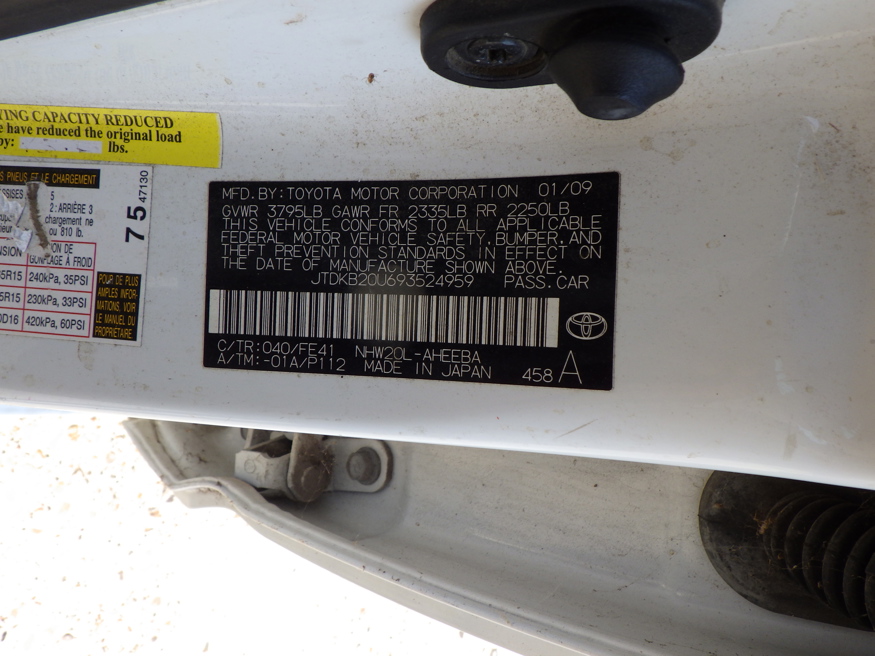 YING CAPACITY REDUCED
e have reduced the original load
by: lbs.
S PNEUS ET LE CHARGEMENT
5
2: ARRIÈRE 3
chargement ne
ou 810 lb.
7 5
47130
NSION
DE
GONFLAGE À FROID
5R15 240kPa, 35PSI
5R15 230kPa, 33PSI
0D16 420kPa, 60PSI
POUR DE PLUS
AMPLES INFOR-
MATIONS, VOIR
LE MANUEL DU
PROPRIÉTAIRE
MFD. BY: TOYOTA MOTOR CORPORATION 01/09
GVWR 3795LB GAWR FR 2335LB RR 2250LB
THIS VEHICLE CONFORMS TO ALL APPLICABLE
FEDERAL MOTOR VEHICLE SAFETY, BUMPER, AND
THEFT PREVENTION STANDARDS IN EFFECT ON
THE DATE OF MANUFACTURE SHOWN ABOVE.
JTDKB20U693524959 PASS. CAR
C/TR: 040/FE41 NHW20L-AHEEBA
A/TM: -01A/P112 MADE IN JAPAN 458 A